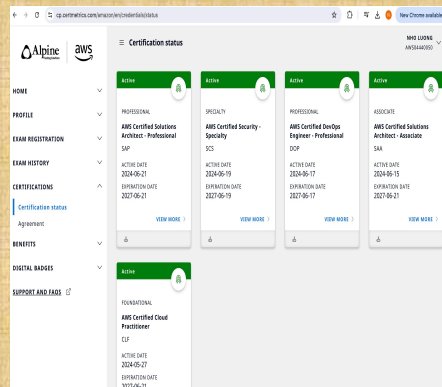 cp.certmetrics.com/amazon/en/credentials/status
New Chrome available
Alpine
aws
Certification status
NHO LUONG
AWS04440050
HOME
PROFILE
EXAM REGISTRATION
EXAM HISTORY
CERTIFICATIONS
Certification status
Agreement
BENEFITS
DIGITAL BADGES
SUPPORT AND FAQS
Active
PROFESSIONAL
AWS Certified Solutions
Architect - Professional
SAP
ACTIVE DATE
2024-06-21
EXPIRATION DATE
2027-06-21
VIEW MORE
Active
SPECIALTY
AWS Certified Security -
Specialty
SCS
ACTIVE DATE
2024-06-19
EXPIRATION DATE
2027-06-19
VIEW MORE
Active
PROFESSIONAL
AWS Certified DevOps
Engineer - Professional
DOP
ACTIVE DATE
2024-06-17
EXPIRATION DATE
2027-06-17
VIEW MORE
Active
ASSOCIATE
AWS Certified Solutions
Architect - Associate
SAA
ACTIVE DATE
2024-06-15
EXPIRATION DATE
2027-06-21
VIEW MORE
Active
FOUNDATIONAL
AWS Certified Cloud
Practitioner
CLF
ACTIVE DATE
2024-05-27
EXPIRATION DATE
2027-06-21